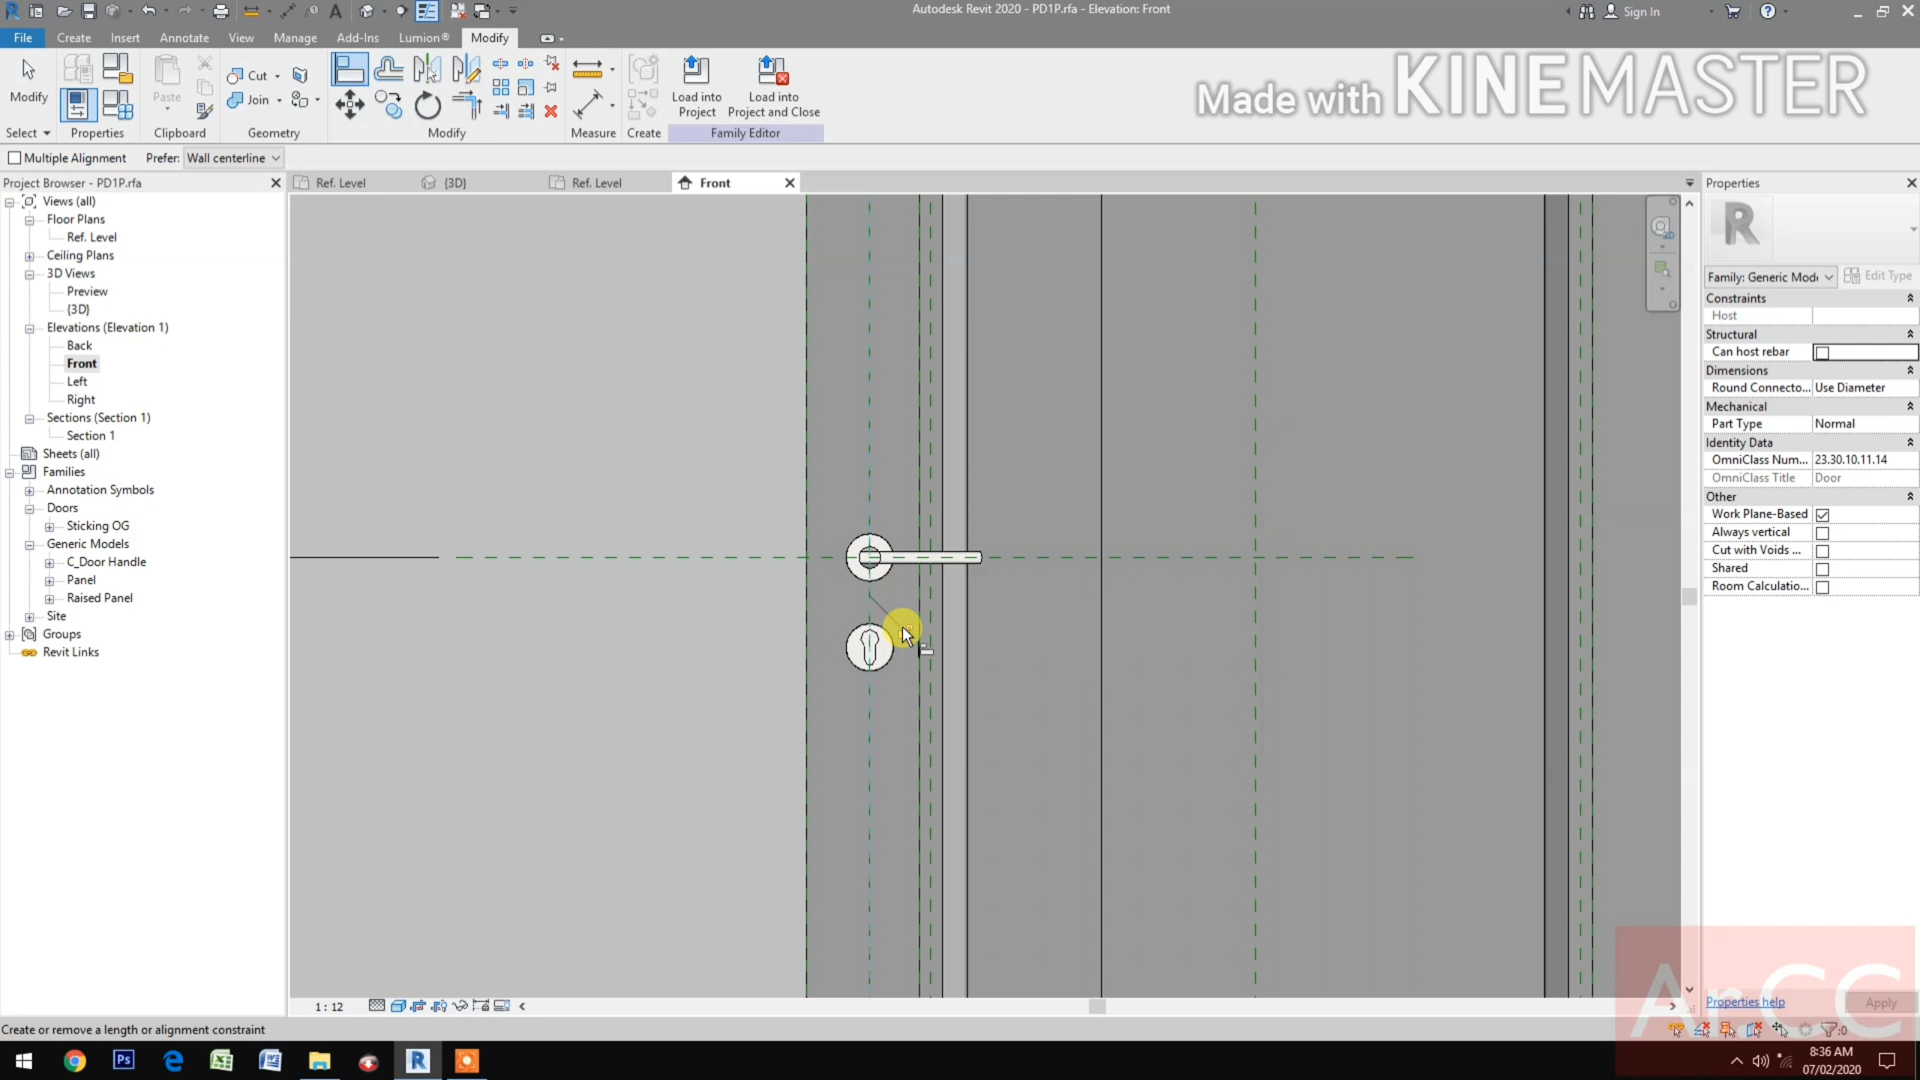 Autodesk Revit 2020 - PD1P.rfa - Elevation: Front
Sign In
File Create Insert Annotate View Manage Add-Ins Lumion® Modify
Modify
Paste
Cut
Join
Load into Project
Load into Project and Close
Select Properties Clipboard Geometry Modify Measure Create Family Editor
Made with KINEMASTER
Multiple Alignment Prefer: Wall centerline
Project Browser - PD1P.rfa
Ref. Level
{3D}
Ref. Level
Front
Properties
Views (all)
Floor Plans
Ref. Level
Ceiling Plans
3D Views
Preview
{3D}
Elevations (Elevation 1)
Back
Front
Left
Right
Sections (Section 1)
Section 1
Sheets (all)
Families
Annotation Symbols
Doors
Sticking OG
Generic Models
C_Door Handle
Panel
Raised Panel
Site
Groups
Revit Links
2D
R
Family: Generic Mode
Edit Type
Constraints
Host
Structural
Can host rebar
Dimensions
Round Connecto... Use Diameter
Mechanical
Part Type Normal
Identity Data
OmniClass Num... 23.30.10.11.14
OmniClass Title Door
Other
Work Plane-Based
Always vertical
Cut with Voids ...
Shared
Room Calculatio...
Properties help
Apply
ArCC
1 : 12
Create or remove a length or alignment constraint
:0
8:36 AM
07/02/2020